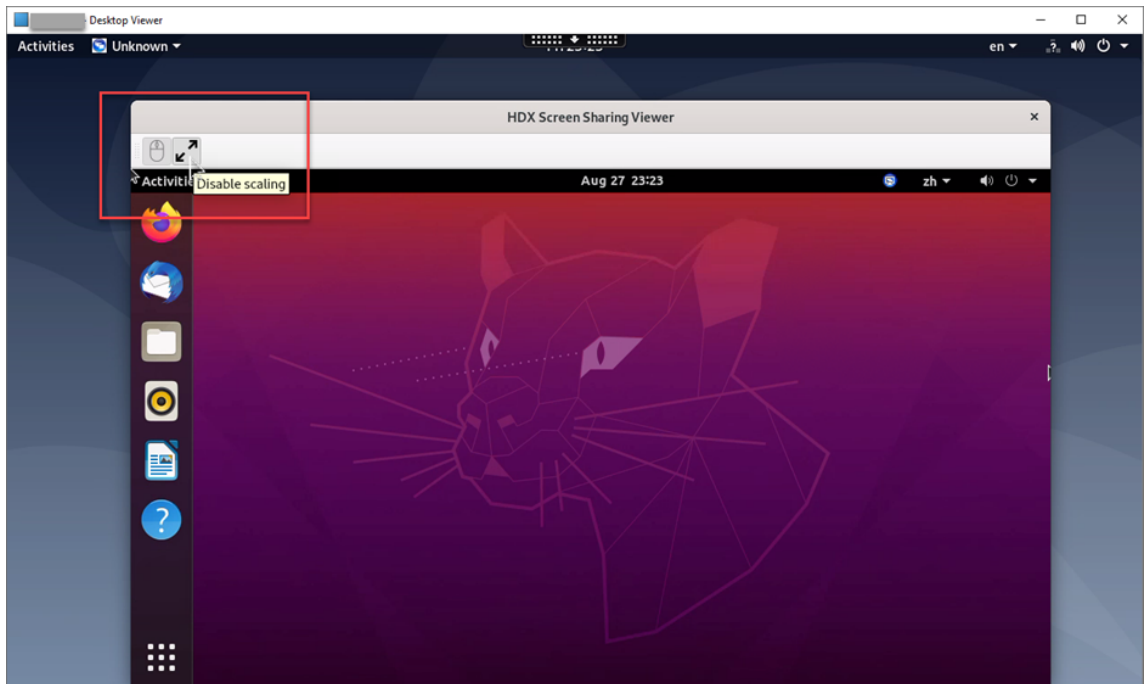 Desktop Viewer
Activities Unknown en
HDX Screen Sharing Viewer
Disable scaling
Aug 27 23:23 zh